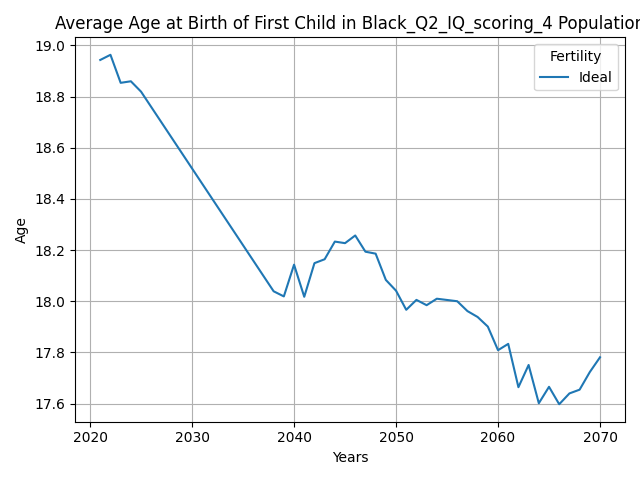 Average Age at Birth of First Child in Black_Q2_IQ_scoring_4 Population
Fertility
Ideal
19.0
18.8
18.6
18.4
18.2
18.0
17.8
17.6
Age
2020 2030 2040 2050 2060 2070
Years